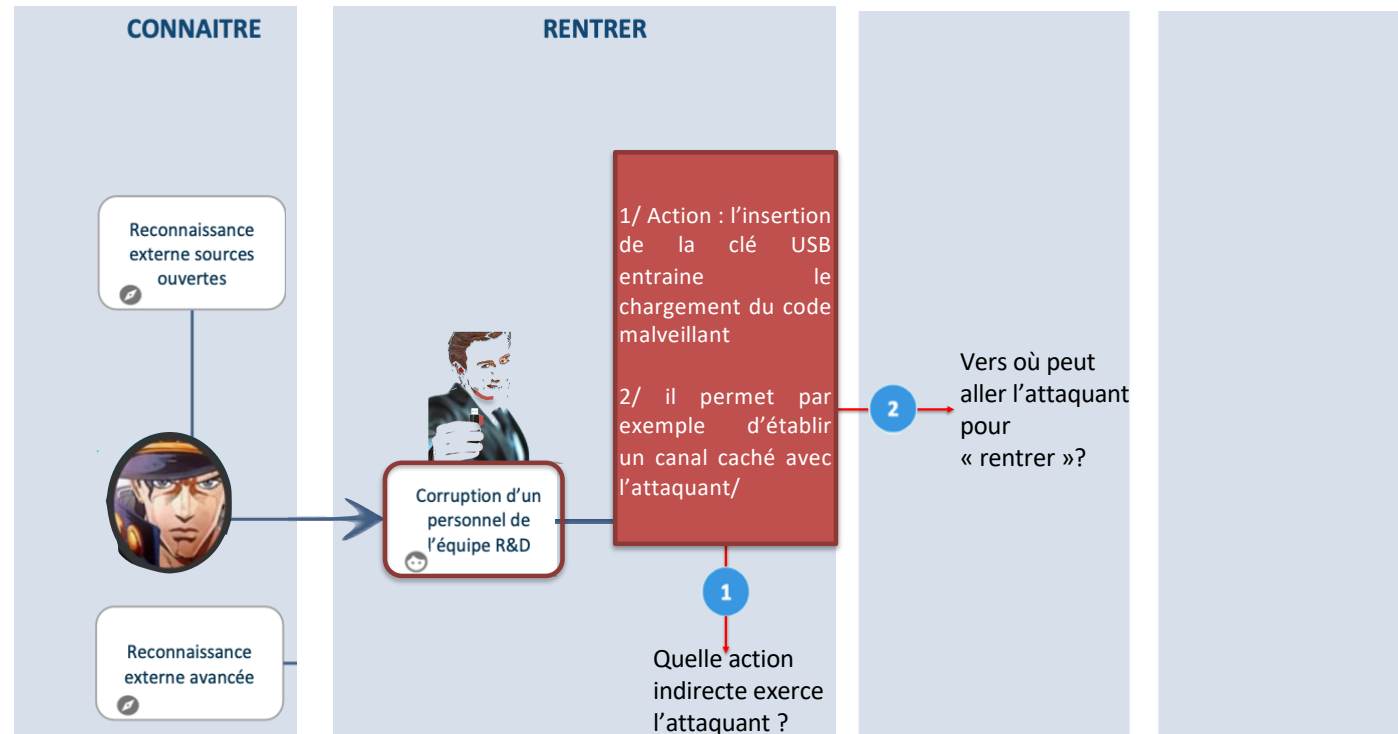 CONNAITRE
RENTRER
Reconnaissance
externe sources
ouvertes
1/ Action : l’insertion
de la clé USB
entraine le
chargement du code
malveillant
2/ il permet par
exemple d’établir
un canal caché avec
l’attaquant/
Corruption d’un
personnel de
l’équipe R&D
2
Vers où peut
aller l’attaquant
pour
« rentrer »?
1
Quelle action
indirecte exerce
l’attaquant ?
Reconnaissance
externe avancée